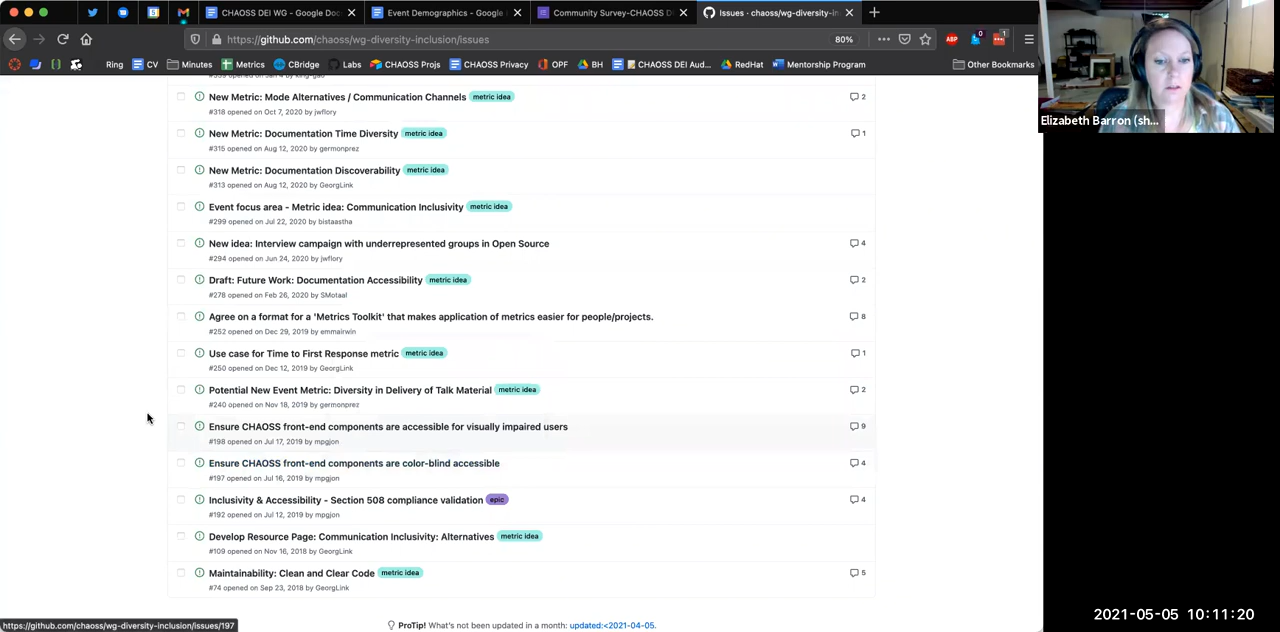 CHAOSS DEI WG - Google Doc
Event Demographics - Google
Community Survey-CHAOSS D
Issues · chaoss/wg-diversity-in
https://github.com/chaoss/wg-diversity-inclusion/issues
80%
ABP
0
1
Ring
CV
Minutes
Metrics
CBridge
Labs
CHAOSS Projs
CHAOSS Privacy
OPF
BH
CHAOSS DEI Aud...
RedHat
Mentorship Program
Other Bookmarks
New Metric: Mode Alternatives / Communication Channels metric idea 2
#318 opened on Oct 7, 2020 by jwflory
New Metric: Documentation Time Diversity metric idea 1
#315 opened on Aug 12, 2020 by germonprez
New Metric: Documentation Discoverability metric idea
#313 opened on Aug 12, 2020 by GeorgLink
Event focus area - Metric idea: Communication Inclusivity metric idea
#299 opened on Jul 22, 2020 by bistaastha
New idea: Interview campaign with underrepresented groups in Open Source 4
#294 opened on Jun 24, 2020 by jwflory
Draft: Future Work: Documentation Accessibility metric idea 2
#278 opened on Feb 26, 2020 by SMotaal
Agree on a format for a 'Metrics Toolkit' that makes application of metrics easier for people/projects. 8
#252 opened on Dec 29, 2019 by emmairwin
Use case for Time to First Response metric metric idea 1
#250 opened on Dec 12, 2019 by GeorgLink
Potential New Event Metric: Diversity in Delivery of Talk Material metric idea 2
#240 opened on Nov 18, 2019 by germonprez
Ensure CHAOSS front-end components are accessible for visually impaired users 9
#198 opened on Jul 17, 2019 by mpgjon
Ensure CHAOSS front-end components are color-blind accessible 4
#197 opened on Jul 16, 2019 by mpgjon
Inclusivity & Accessibility - Section 508 compliance validation epic 4
#192 opened on Jul 12, 2019 by mpgjon
Develop Resource Page: Communication Inclusivity: Alternatives metric idea
#109 opened on Nov 16, 2018 by GeorgLink
Maintainability: Clean and Clear Code metric idea 5
#74 opened on Sep 23, 2018 by GeorgLink
ProTip! What's not been updated in a month: updated:<2021-04-05.
https://github.com/chaoss/wg-diversity-inclusion/issues/197
Elizabeth Barron (sh...
2021-05-05 10:11:20